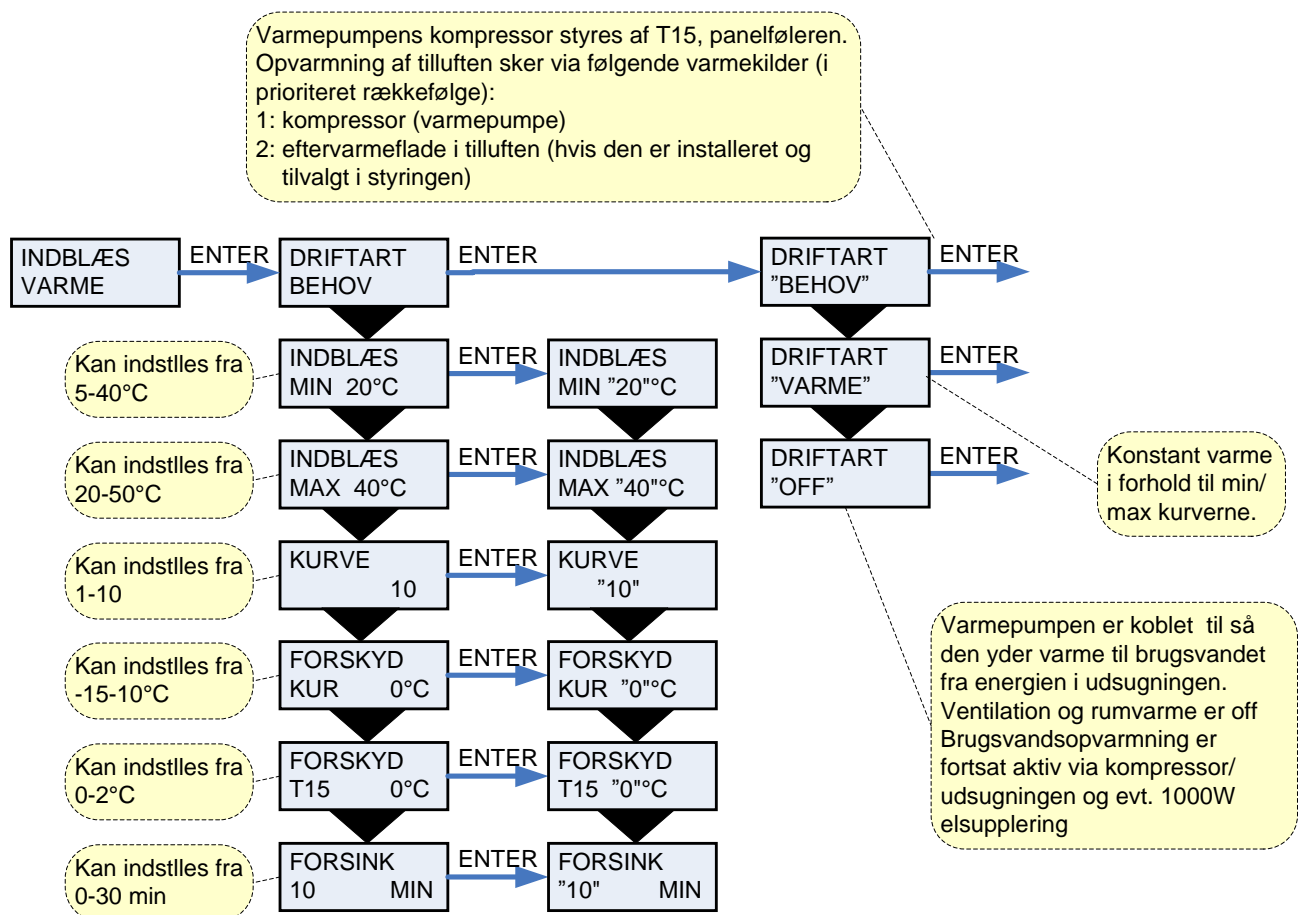 Varmepumpens kompressor styres af T15, panelføleren.
Opvarmning af tilluften sker via følgende varmekilder (i
prioriteret rækkefølge):
1: kompressor (varmepumpe)
2: eftervarmeflade i tilluften (hvis den er installeret og
tilvalgt i styringen)
INDBLÆS
VARME
ENTER
DRIFTART
BEHOV
ENTER
DRIFTART
”BEHOV”
ENTER
Kan indstlles fra
5-40°C
INDBLÆS
MIN 20°C
ENTER
INDBLÆS
MIN ”20"°C
DRIFTART
”VARME”
ENTER
Kan indstlles fra
20-50°C
INDBLÆS
MAX 40°C
ENTER
INDBLÆS
MAX ”40"°C
DRIFTART
"OFF”
ENTER
Konstant varme
i forhold til min/
max kurverne.
Kan indstlles fra
1-10
KURVE
10
ENTER
KURVE
”10"
Kan indstlles fra
-15-10°C
FORSKYD
KUR 0°C
ENTER
FORSKYD
KUR ”0"°C
Varmepumpen er koblet til så
den yder varme til brugsvandet
fra energien i udsugningen.
Ventilation og rumvarme er off
Brugsvandsopvarmning er
fortsat aktiv via kompressor/
udsugningen og evt. 1000W
elsupplering
Kan indstlles fra
0-2°C
FORSKYD
T15 0°C
ENTER
FORSKYD
T15 ”0"°C
Kan indstlles fra
0-30 min
FORSINK
10 MIN
ENTER
FORSINK
”10" MIN